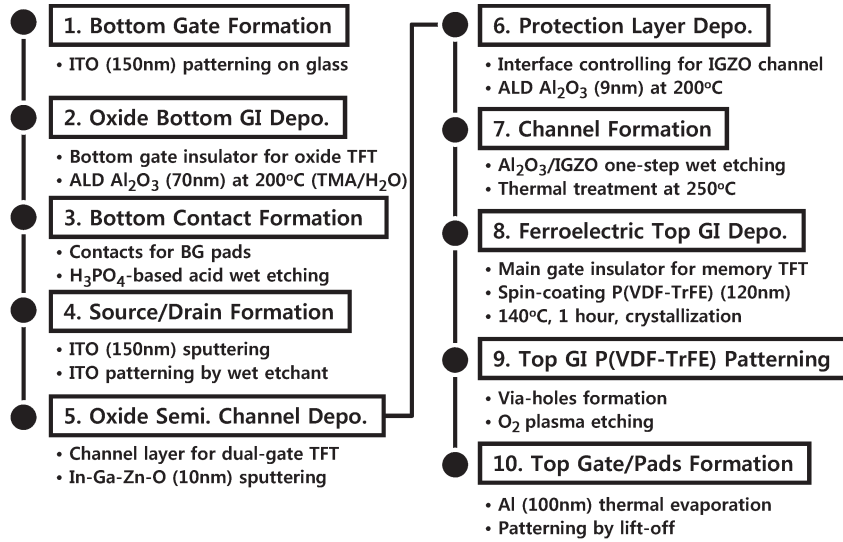 1. Bottom Gate Formation
• ITO (150nm) patterning on glass
2. Oxide Bottom GI Depo.
• Bottom gate insulator for oxide TFT
• ALD Al₂O₃ (70nm) at 200ºC (TMA/H₂O)
3. Bottom Contact Formation
• Contacts for BG pads
• H₃PO₄-based acid wet etching
4. Source/Drain Formation
• ITO (150nm) sputtering
• ITO patterning by wet etchant
5. Oxide Semi. Channel Depo.
• Channel layer for dual-gate TFT
• In-Ga-Zn-O (10nm) sputtering
6. Protection Layer Depo.
• Interface controlling for IGZO channel
• ALD Al₂O₃ (9nm) at 200ºC
7. Channel Formation
• Al₂O₃/IGZO one-step wet etching
• Thermal treatment at 250ºC
8. Ferroelectric Top GI Depo.
• Main gate insulator for memory TFT
• Spin-coating P(VDF-TrFE) (120nm)
• 140ºC, 1 hour, crystallization
9. Top GI P(VDF-TrFE) Patterning
• Via-holes formation
• O₂ plasma etching
10. Top Gate/Pads Formation
• Al (100nm) thermal evaporation
• Patterning by lift-off